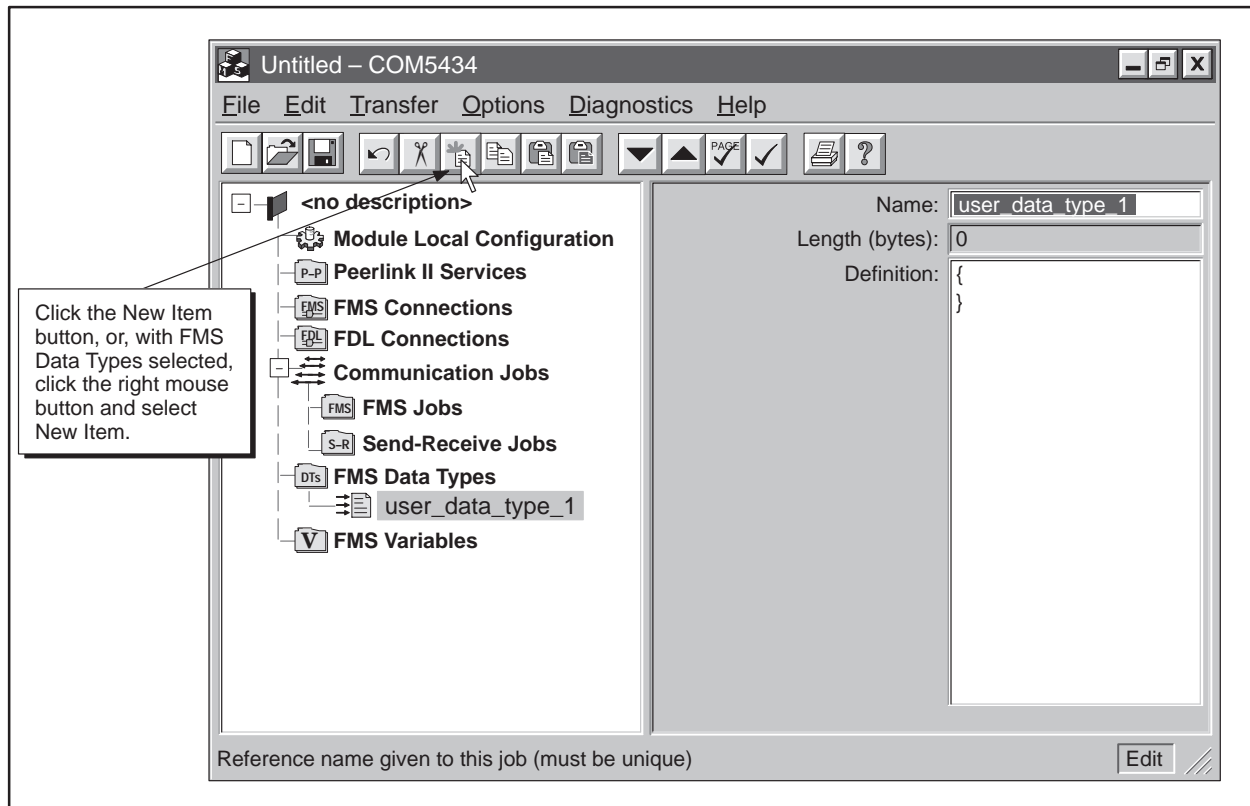 Untitled – COM5434
File Edit Transfer Options Diagnostics Help
PAGE
?
<no description>
Module Local Configuration
P–P Peerlink II Services
FMS FMS Connections
FDL FDL Connections
Communication Jobs
FMS FMS Jobs
S–R Send-Receive Jobs
DTs FMS Data Types
user_data_type_1
V FMS Variables
Name: user_data_type_1
Length (bytes): 0
Definition: {
}
Click the New Item
button, or, with FMS
Data Types selected,
click the right mouse
button and select
New Item.
Reference name given to this job (must be unique)
Edit